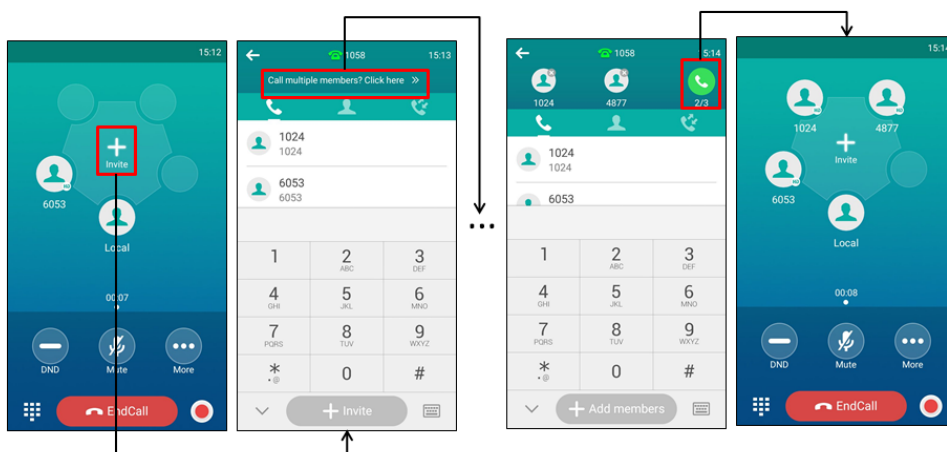 15:12
Invite
6053
Local
00:07
DND
Mute
More
EndCall
1058
15:13
Call multiple members? Click here »
1024
1024
6053
6053
1
2
ABC
3
DEF
4
GHI
5
JKL
6
MNO
7
PQRS
8
TUV
9
WXYZ
*
.@
0
#
+ Invite
...
1058
5:14
1024
4877
2/3
1024
1024
6053
1
2
ABC
3
DEF
4
GHI
5
JKL
6
MNO
7
PQRS
8
TUV
9
WXYZ
*
.@
0
#
+ Add members
15:14
1024
4877
Invite
6053
Local
00:08
DND
Mute
More
EndCall